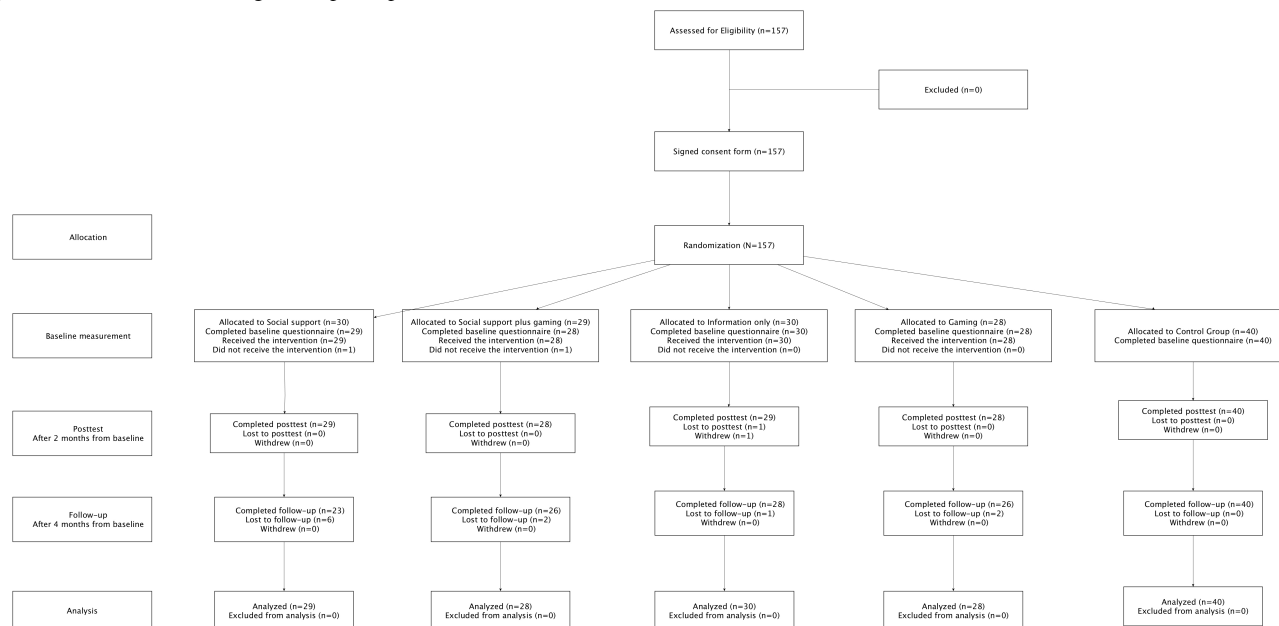 Assessed for Eligibility (n=157)
Excluded (n=0)
Signed consent form (n=157)
Allocation
Randomization (N=157)
Baseline measurement
Allocated to Social support (n=30)
Completed baseline questionnaire (n=29)
Received the intervention (n=29)
Did not receive the intervention (n=1)
Allocated to Social support plus gaming (n=29)
Completed baseline questionnaire (n=28)
Received the intervention (n=28)
Did not receive the intervention (n=1)
Allocated to Information only (n=30)
Completed baseline questionnaire (n=30)
Received the intervention (n=30)
Did not receive the intervention (n=0)
Allocated to Gaming (n=28)
Completed baseline questionnaire (n=28)
Received the intervention (n=28)
Did not receive the intervention (n=0)
Allocated to Control Group (n=40)
Completed baseline questionnaire (n=40)
Posttest
After 2 months from baseline
Completed posttest (n=29)
Lost to posttest (n=0)
Withdrew (n=0)
Completed posttest (n=28)
Lost to posttest (n=0)
Withdrew (n=0)
Completed posttest (n=29)
Lost to posttest (n=1)
Withdrew (n=1)
Completed posttest (n=28)
Lost to posttest (n=0)
Withdrew (n=0)
Completed posttest (n=40)
Lost to posttest (n=0)
Withdrew (n=0)
Follow-up
After 4 months from baseline
Completed follow-up (n=23)
Lost to follow-up (n=6)
Withdrew (n=0)
Completed follow-up (n=26)
Lost to follow-up (n=2)
Withdrew (n=0)
Completed follow-up (n=28)
Lost to follow-up (n=1)
Withdrew (n=0)
Completed follow-up (n=26)
Lost to follow-up (n=2)
Withdrew (n=0)
Completed follow-up (n=40)
Lost to follow-up (n=0)
Withdrew (n=0)
Analysis
Analyzed (n=29)
Excluded from analysis (n=0)
Analyzed (n=28)
Excluded from analysis (n=0)
Analyzed (n=30)
Excluded from analysis (n=0)
Analyzed (n=28)
Excluded from analysis (n=0)
Analyzed (n=40)
Excluded from analysis (n=0)